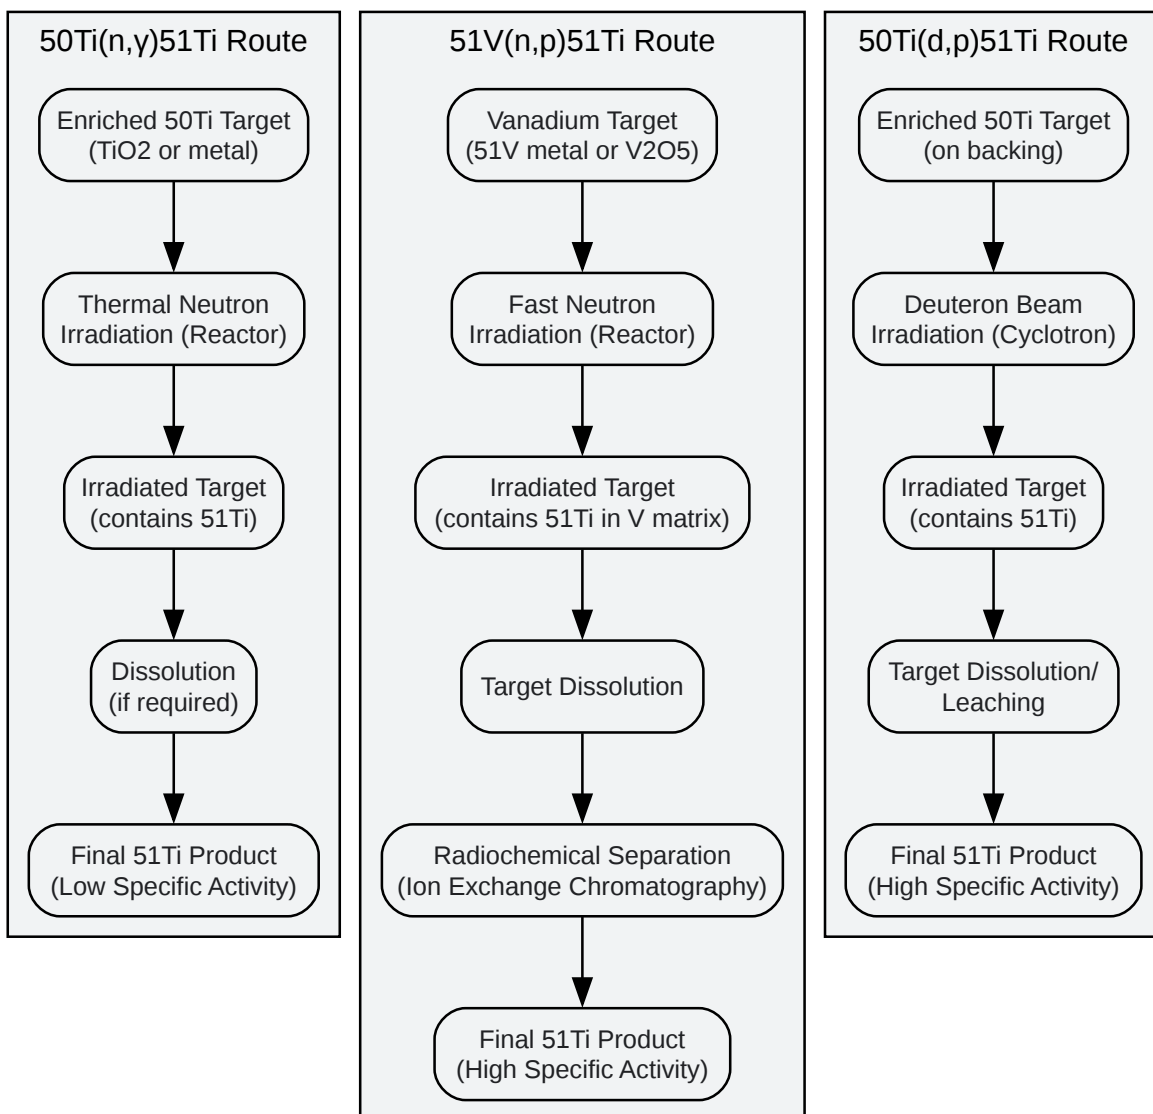 50Ti(n,γ)51Ti Route
Enriched 50Ti Target
(TiO2 or metal)
Thermal Neutron
Irradiation (Reactor)
Irradiated Target
(contains 51Ti)
Dissolution
(if required)
Final 51Ti Product
(Low Specific Activity)
51V(n,p)51Ti Route
Vanadium Target
(51V metal or V2O5)
Fast Neutron
Irradiation (Reactor)
Irradiated Target
(contains 51Ti in V matrix)
Target Dissolution
Radiochemical Separation
(Ion Exchange Chromatography)
Final 51Ti Product
(High Specific Activity)
50Ti(d,p)51Ti Route
Enriched 50Ti Target
(on backing)
Deuteron Beam
Irradiation (Cyclotron)
Irradiated Target
(contains 51Ti)
Target Dissolution/
Leaching
Final 51Ti Product
(High Specific Activity)